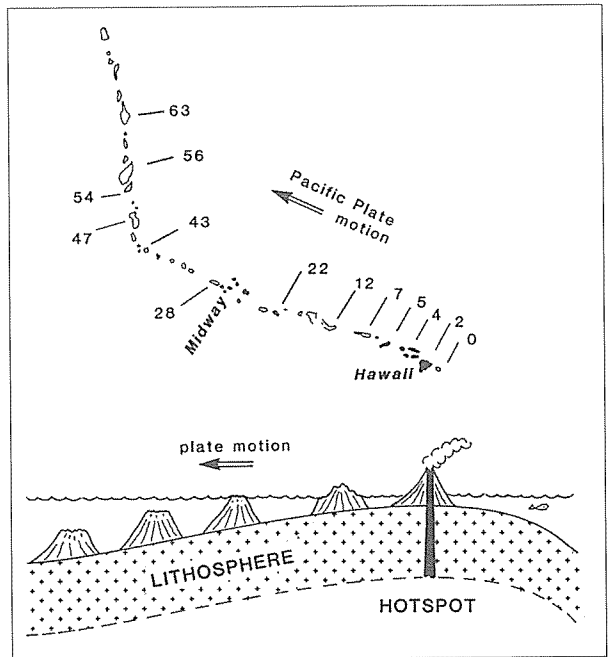 63
56
54
47
43
28
Midway
22
12
7
5
4
2
0
Hawaii
Pacific Plate
motion
plate motion
LITHOSPHERE
HOTSPOT